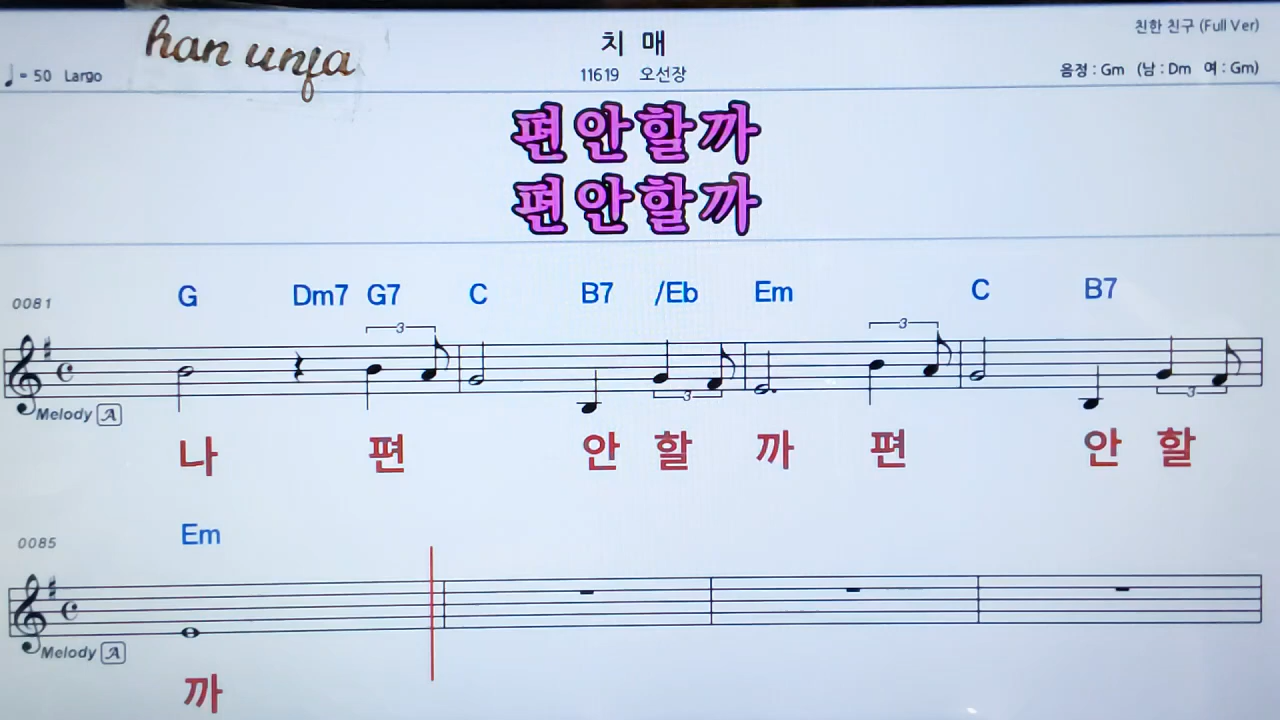 han unja
치 매
친한 친구 (Full Ver)
♩= 50 Largo
11619 오선장
음정 : Gm (남 : Dm 여 : Gm)
편안할까
편안할까
0081 G Dm7 G7 C B7 /Eb Em C B7
3 3 3 3
Melody A
나 편 안 할 까 편 안 할
0085 Em
Melody A
까